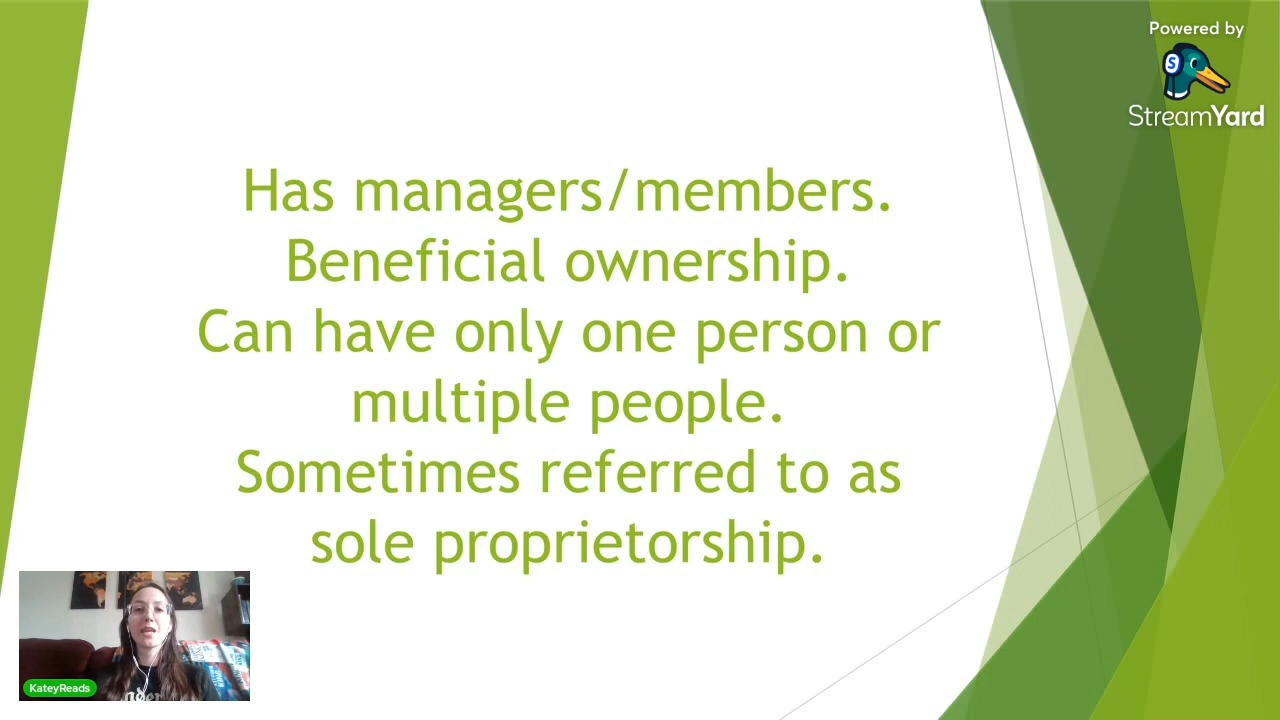 Powered by
S
StreamYard
Has managers/members.
Beneficial ownership.
Can have only one person or
multiple people.
Sometimes referred to as
sole proprietorship.
KateyReads